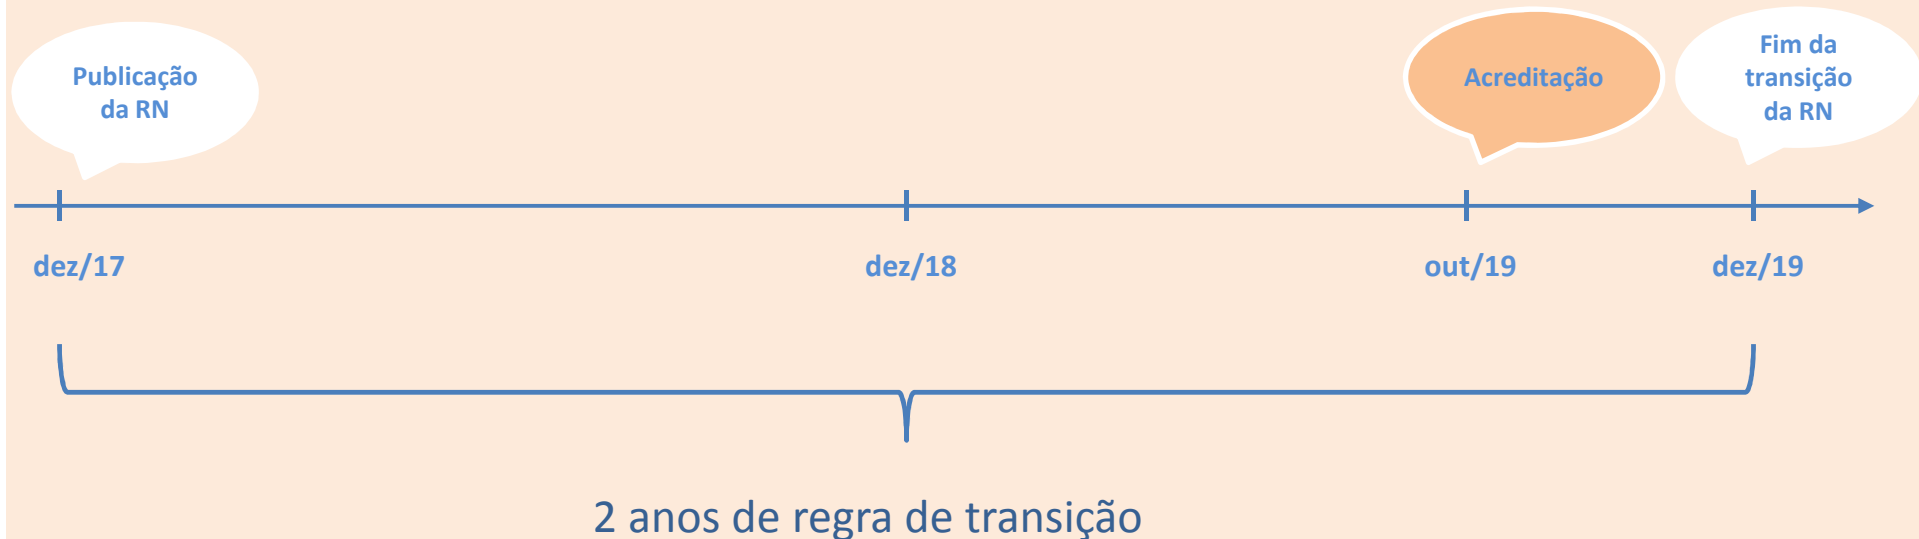 Publicação
da RN
Acreditação
Fim da
transição
da RN
dez/17
dez/18
out/19
dez/19
2 anos de regra de transição